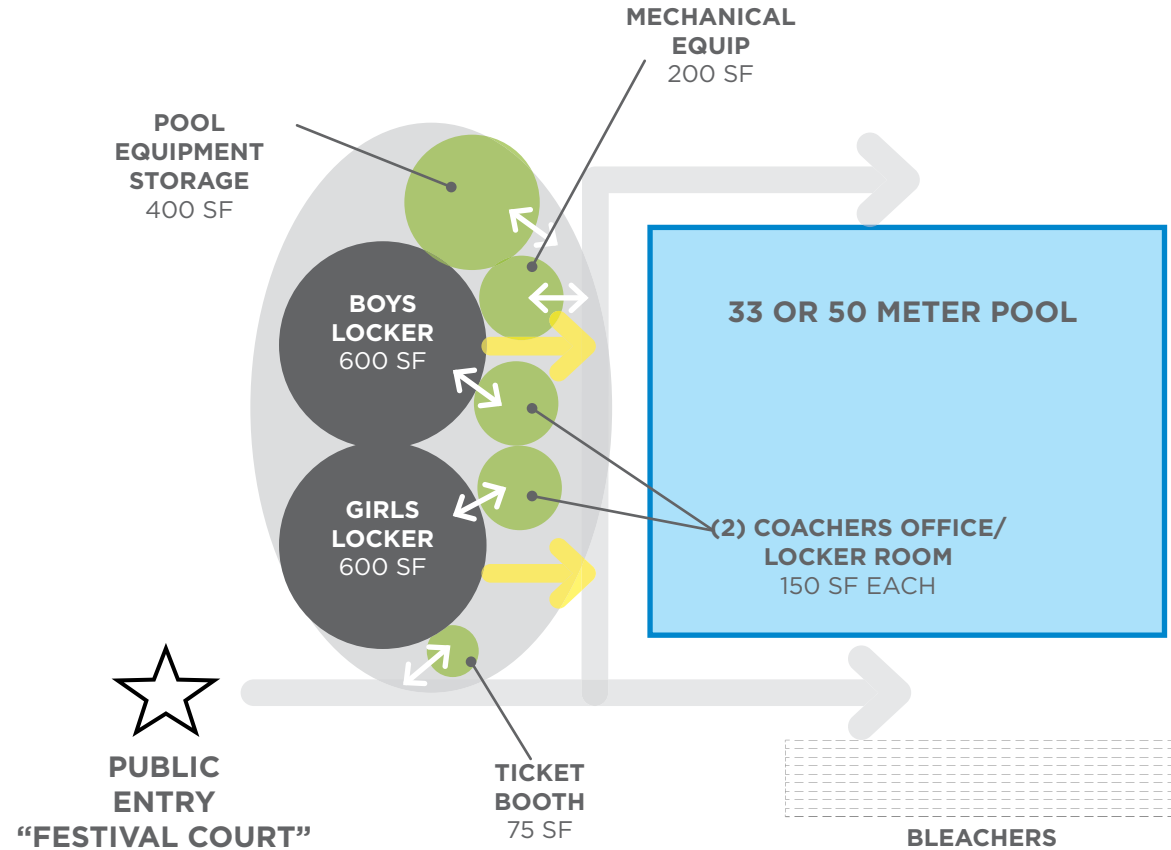 MECHANICAL
EQUIP
200 SF
POOL
EQUIPMENT
STORAGE
400 SF
BOYS
LOCKER
600 SF
33 OR 50 METER POOL
GIRLS
LOCKER
600 SF
(2) COACHERS OFFICE/
LOCKER ROOM
150 SF EACH
PUBLIC
ENTRY
“FESTIVAL COURT”
TICKET
BOOTH
75 SF
BLEACHERS